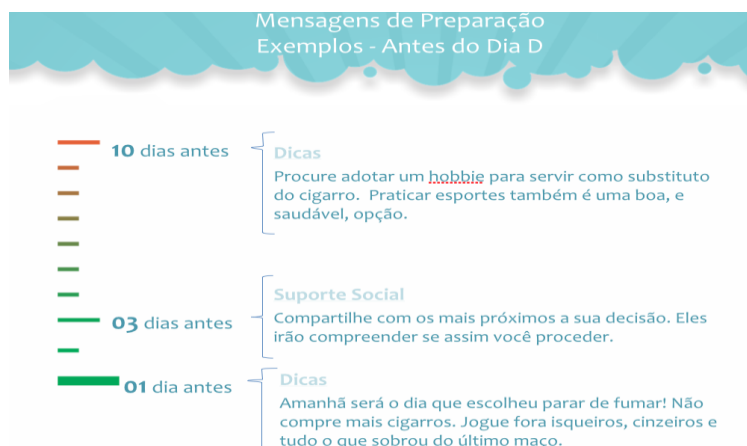 Mensagens de Preparação
Exemplos - Antes do Dia D
10 dias antes
Dicas
Procure adotar um hobbie para servir como substituto
do cigarro. Praticar esportes também é uma boa, e
saudável, opção.
03 dias antes
Suporte Social
Compartilhe com os mais próximos a sua decisão. Eles
irão compreender se assim você proceder.
01 dia antes
Dicas
Amanhã será o dia que escolheu parar de fumar! Não
compre mais cigarros. Jogue fora isqueiros, cinzeiros e
tudo o que sobrou do último maço.